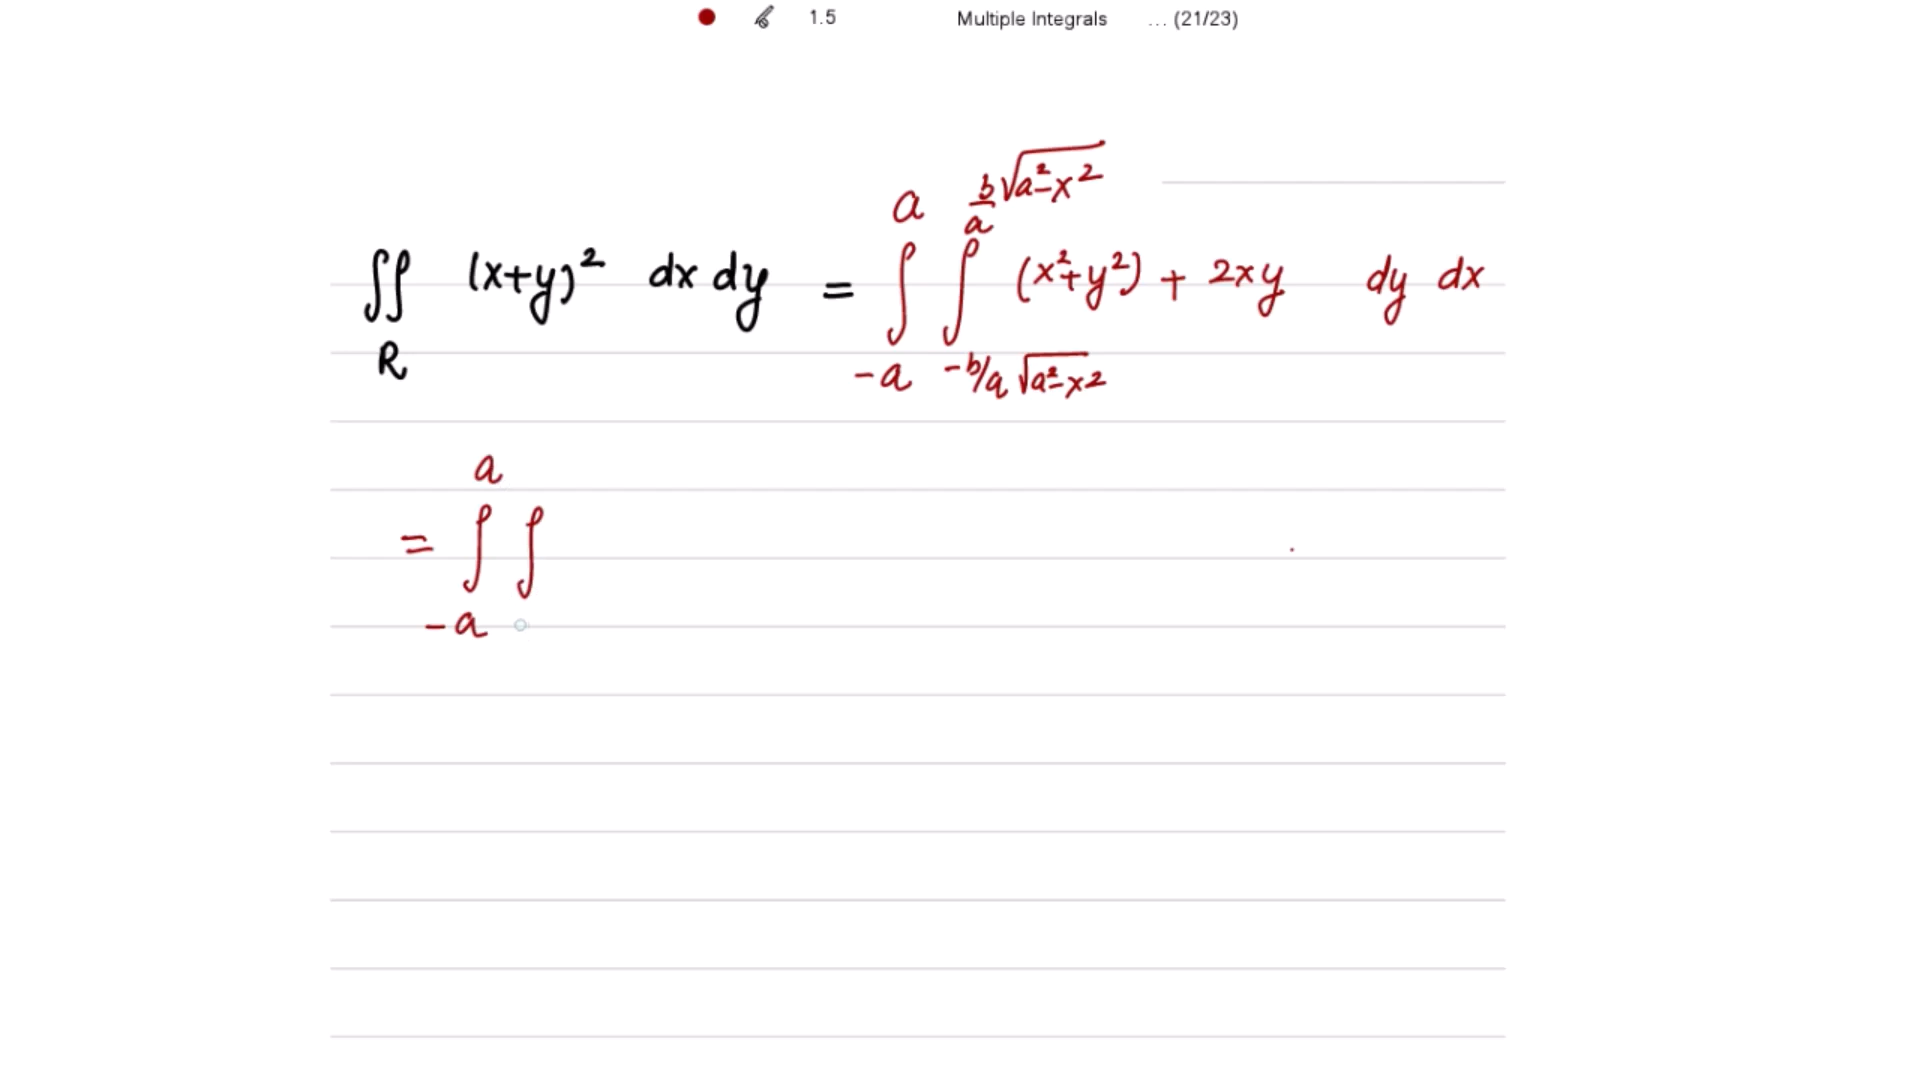 1.5 Multiple Integrals ... (21/23)
∬_R (x+y)² dx dy = ∫_{-a}^{a} ∫_{-b/a √(a²-x²)}^{b/a √(a²-x²)} (x²+y²) + 2xy dy dx
= ∫_{-a}^{a} ∫